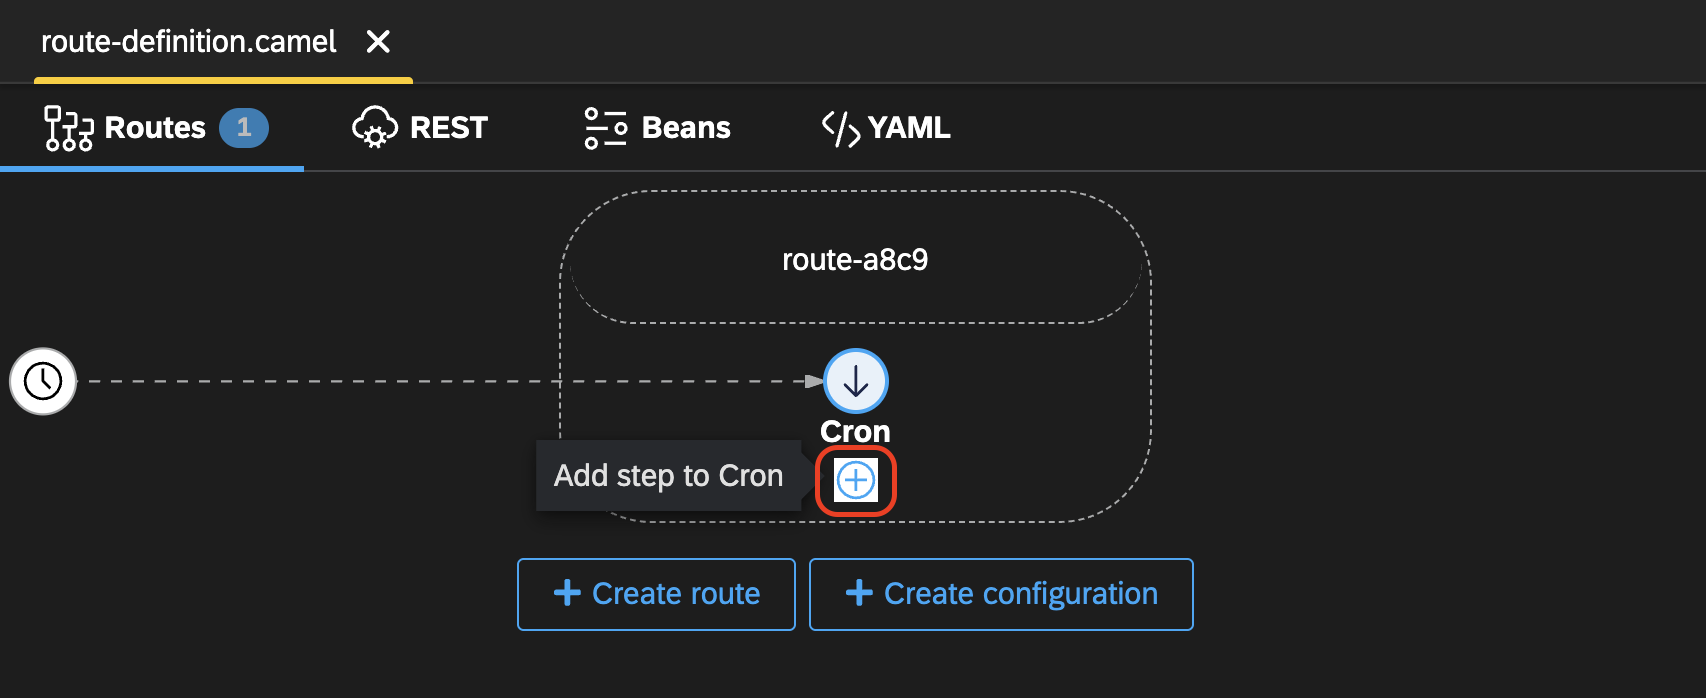 route-definition.camel
Routes 1 REST Beans YAML
route-a8c9
Cron
Add step to Cron
Create route Create configuration